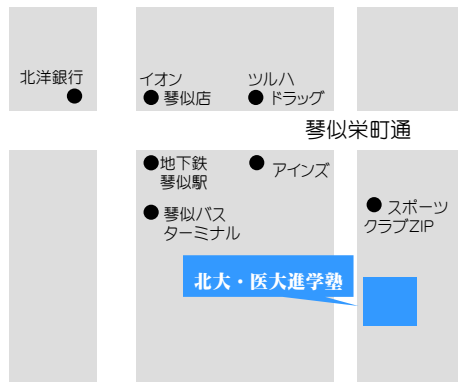 北洋銀行
イオン
琴似店
ツルハ
ドラッグ
琴似栄町通
地下鉄
琴似駅
アインズ
琴似バス
ターミナル
スポーツ
クラブZIP
北大・医大進学塾